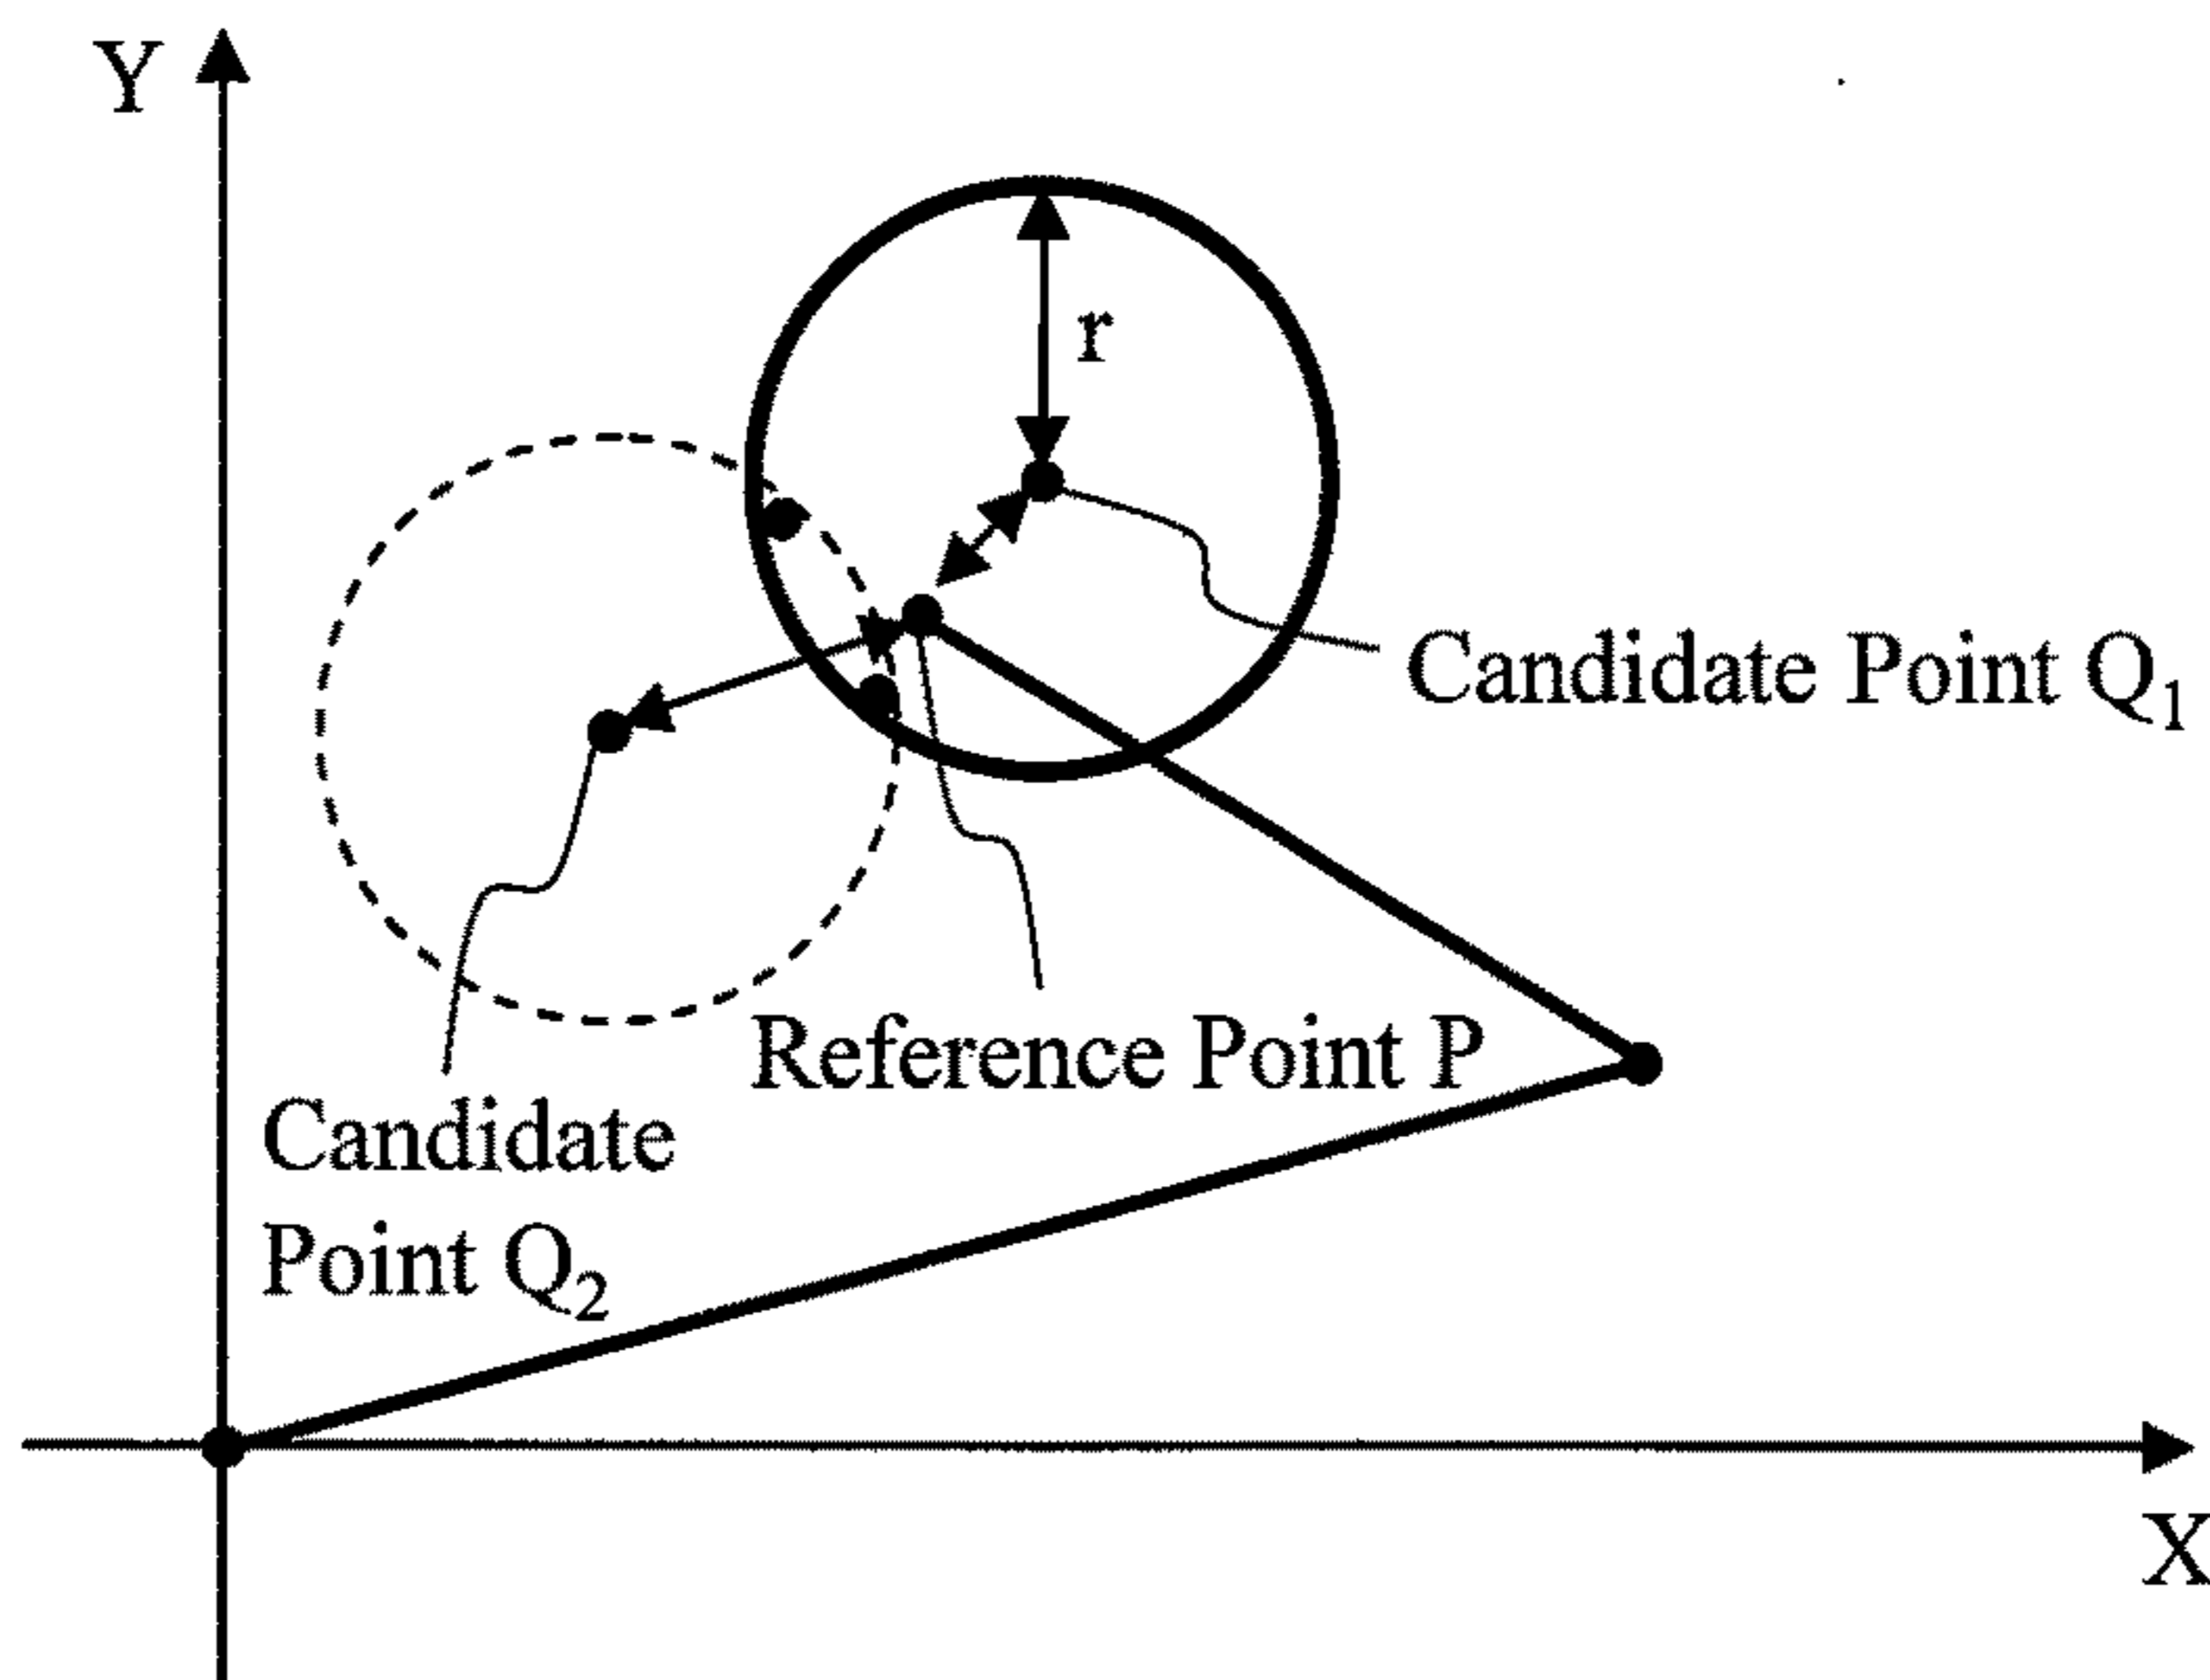 Y
r
Candidate Point Q₁
Reference Point P
Candidate
Point Q₂
X